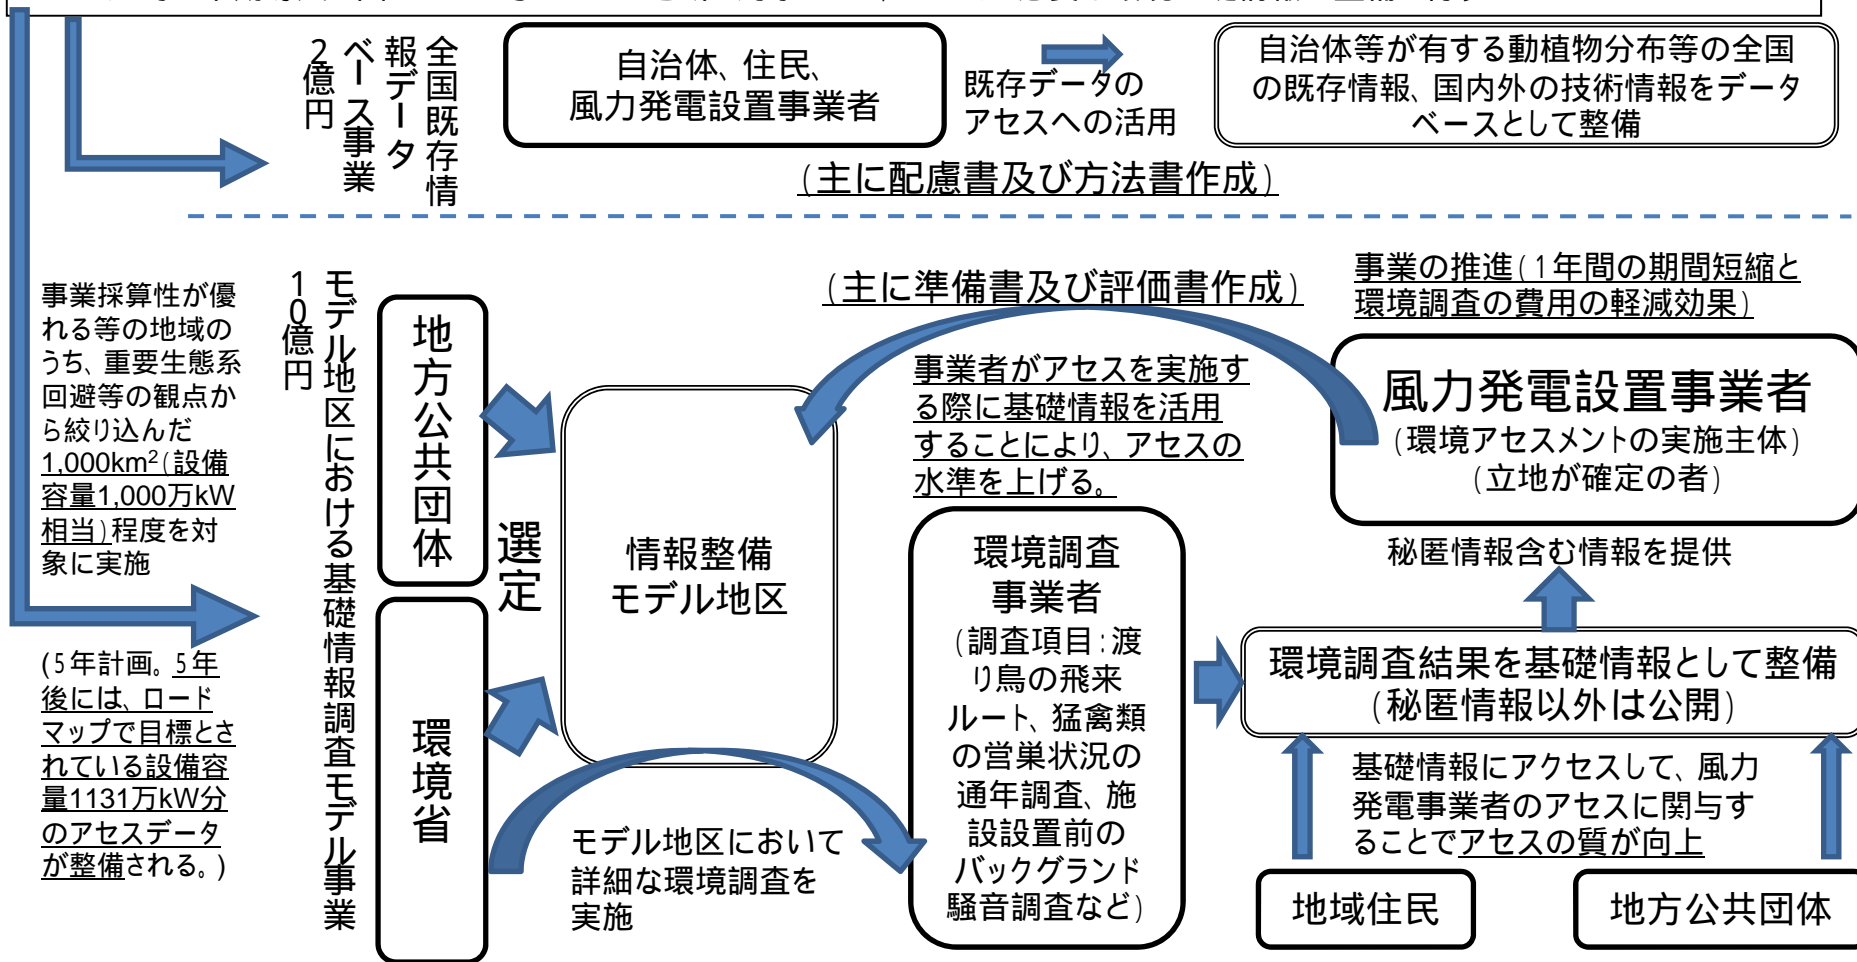 全国既存情
報データ
ベース事業
2億円
自治体、住民、
風力発電設置事業者
既存データの
アセスへの活用
自治体等が有する動植物分布等の全国
の既存情報、国内外の技術情報をデータ
ベースとして整備
(主に配慮書及び方法書作成)
事業採算性が優
れる等の地域の
うち、重要生態系
回避等の観点か
ら絞り込んだ
1,000km²(設備
容量1,000万kW
相当)程度を対
象に実施
(5年計画。5年
後には、ロード
マップで目標とさ
れている設備容
量1131万kW分
のアセスデータ
が整備される。)
モデル地区における基礎情報調査モデル事業
10億円
地方公共団体
環境省
選定
情報整備
モデル地区
(主に準備書及び評価書作成)
事業者がアセスを実施す
る際に基礎情報を活用
することにより、アセスの
水準を上げる。
モデル地区において
詳細な環境調査を
実施
環境調査
事業者
(調査項目:渡
り鳥の飛来
ルート、猛禽類
の営巣状況の
通年調査、施
設設置前の
バックグランド
騒音調査など)
事業の推進(1年間の期間短縮と
環境調査の費用の軽減効果)
風力発電設置事業者
(環境アセスメントの実施主体)
(立地が確定の者)
秘匿情報含む情報を提供
環境調査結果を基礎情報として整備
(秘匿情報以外は公開)
基礎情報にアクセスして、風力
発電事業者のアセスに関与す
ることでアセスの質が向上
地域住民
地方公共団体